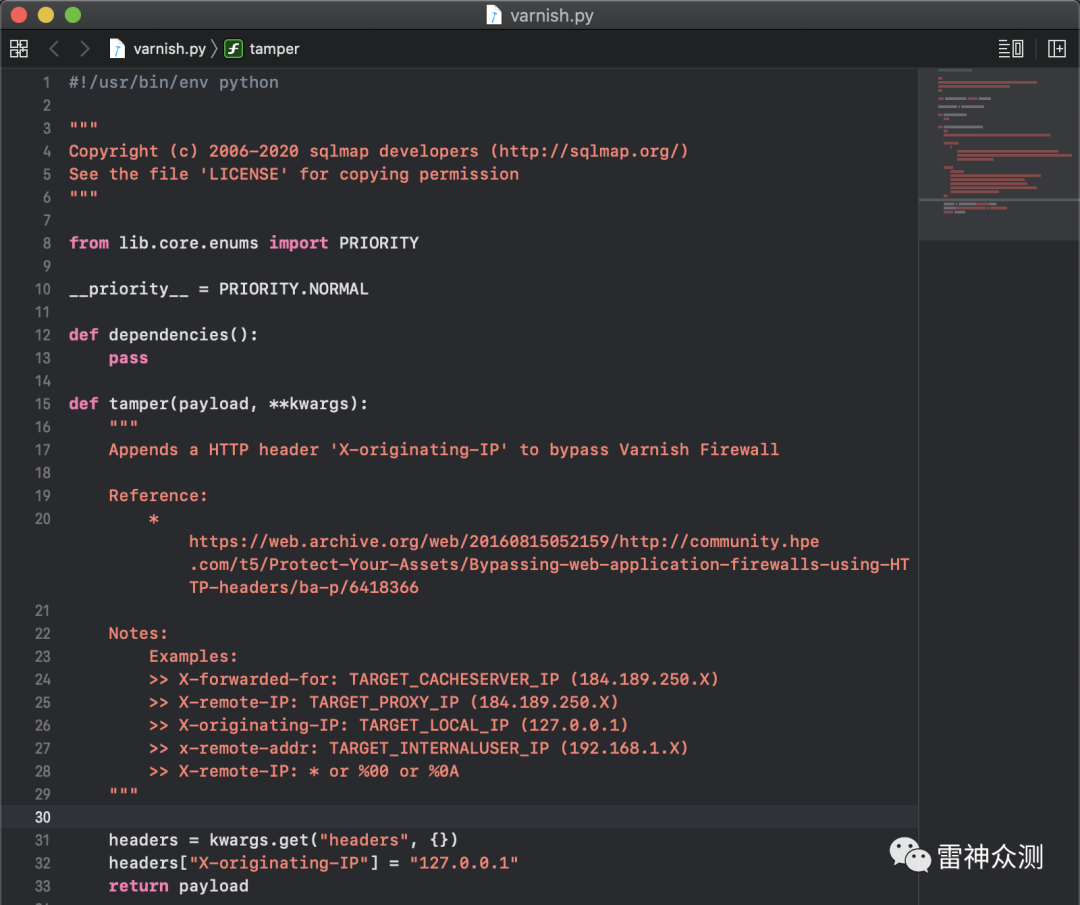 varnish.py
varnish.py 〉 tamper
1 #!/usr/bin/env python
2
3 """
4 Copyright (c) 2006-2020 sqlmap developers (http://sqlmap.org/)
5 See the file 'LICENSE' for copying permission
6 """
7
8 from lib.core.enums import PRIORITY
9
10 __priority__ = PRIORITY.NORMAL
11
12 def dependencies():
13     pass
14
15 def tamper(payload, **kwargs):
16     """
17     Appends a HTTP header 'X-originating-IP' to bypass Varnish Firewall
18
19     Reference:
20         *
            https://web.archive.org/web/20160815052159/http://community.hpe
            .com/t5/Protect-Your-Assets/Bypassing-web-application-firewalls-using-HT
            TP-headers/ba-p/6418366
21
22     Notes:
23         Examples:
24         >> X-forwarded-for: TARGET_CACHESERVER_IP (184.189.250.X)
25         >> X-remote-IP: TARGET_PROXY_IP (184.189.250.X)
26         >> X-originating-IP: TARGET_LOCAL_IP (127.0.0.1)
27         >> x-remote-addr: TARGET_INTERNALUSER_IP (192.168.1.X)
28         >> X-remote-IP: * or %00 or %0A
29     """
30
31     headers = kwargs.get("headers", {})
32     headers["X-originating-IP"] = "127.0.0.1"
33     return payload
雷神众测